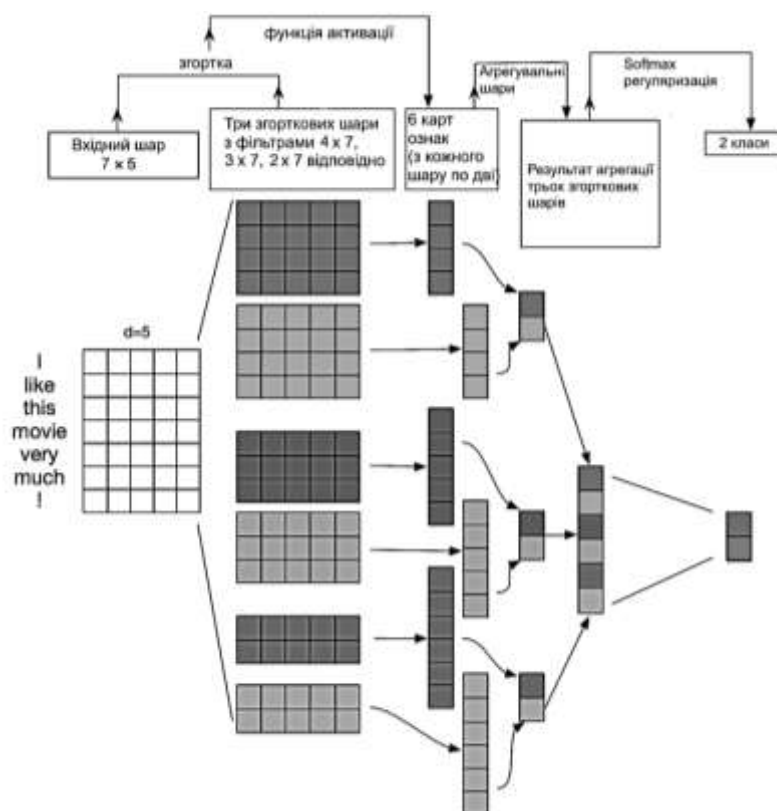 функція активації
згортка
Агрегувальні
шари
Softmax
регуляризація
Вхідний шар
7 x 5
Три згорткових шари
з фільтрами 4 x 7,
3 x 7, 2 x 7 відповідно
6 карт
ознак
(з кожного
шару по дві)
Результат агрегації
трьох згорткових
шарів
2 класи
d=5
I
like
this
movie
very
much
!